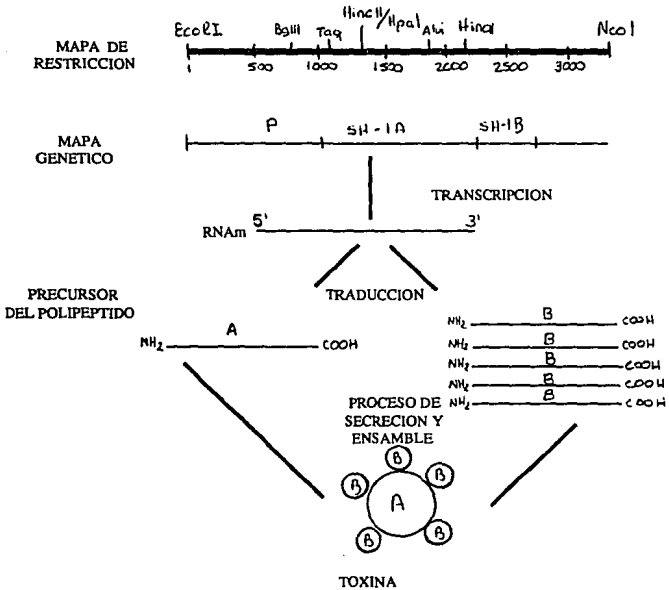 MAPA DE
RESTRICCION
EcoRI BglII Taq HincII/HpaI Alu HindI NcoI
1 500 1000 1500 2000 2500 3000
MAPA
GENETICO
P SH-1A SH-1B
TRANSCRIPCION
RNAm 5' 3'
PRECURSOR
DEL POLIPEPTIDO
TRADUCCION
NH2 A COOH
NH2 B COOH
NH2 B COOH
NH2 B COOH
NH2 B COOH
NH2 B COOH
PROCESO DE
SECRECION Y
ENSAMBLE
B
B B
A
B B
TOXINA